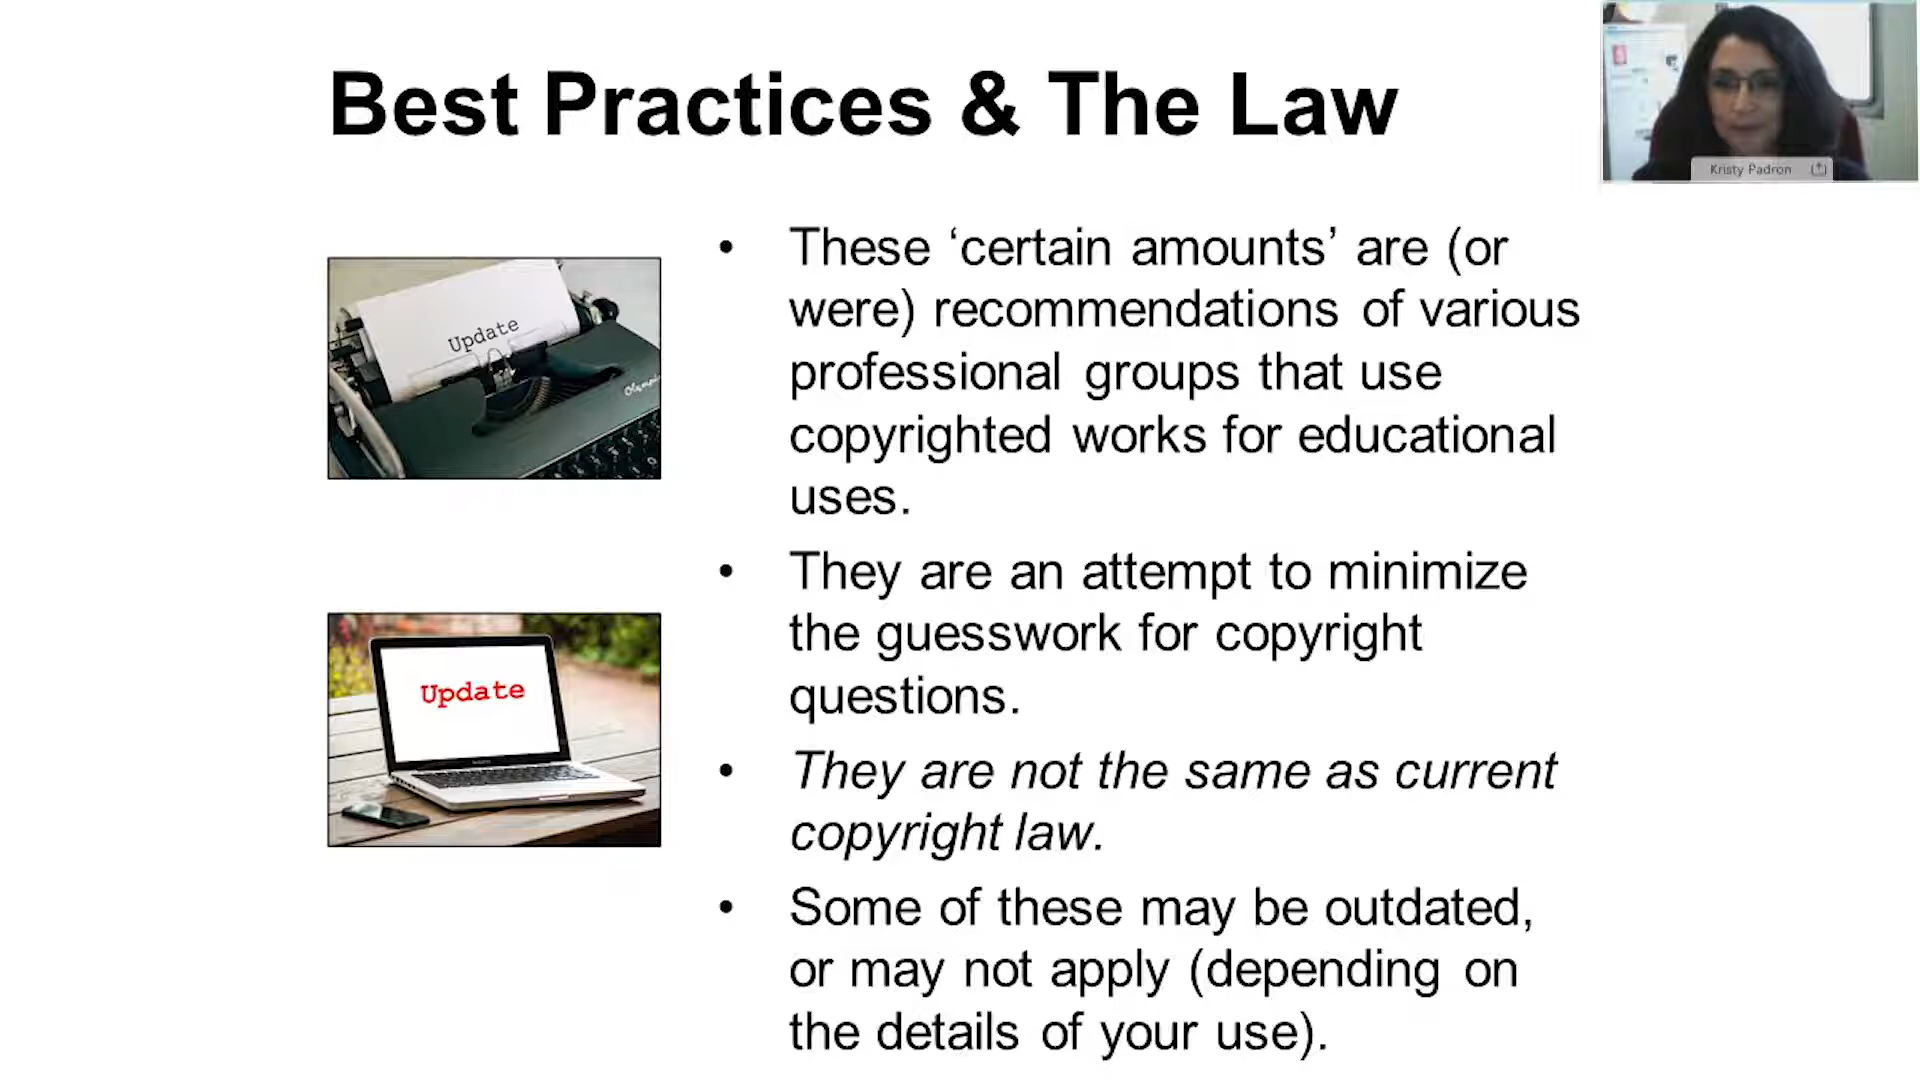 Best Practices & The Law
Kristy Padron
These ‘certain amounts’ are (or
were) recommendations of various
professional groups that use
copyrighted works for educational
uses.
Update
Olympi
• They are an attempt to minimize
the guesswork for copyright
questions.
Update
• They are not the same as current
copyright law.
• Some of these may be outdated,
or may not apply (depending on
the details of your use).